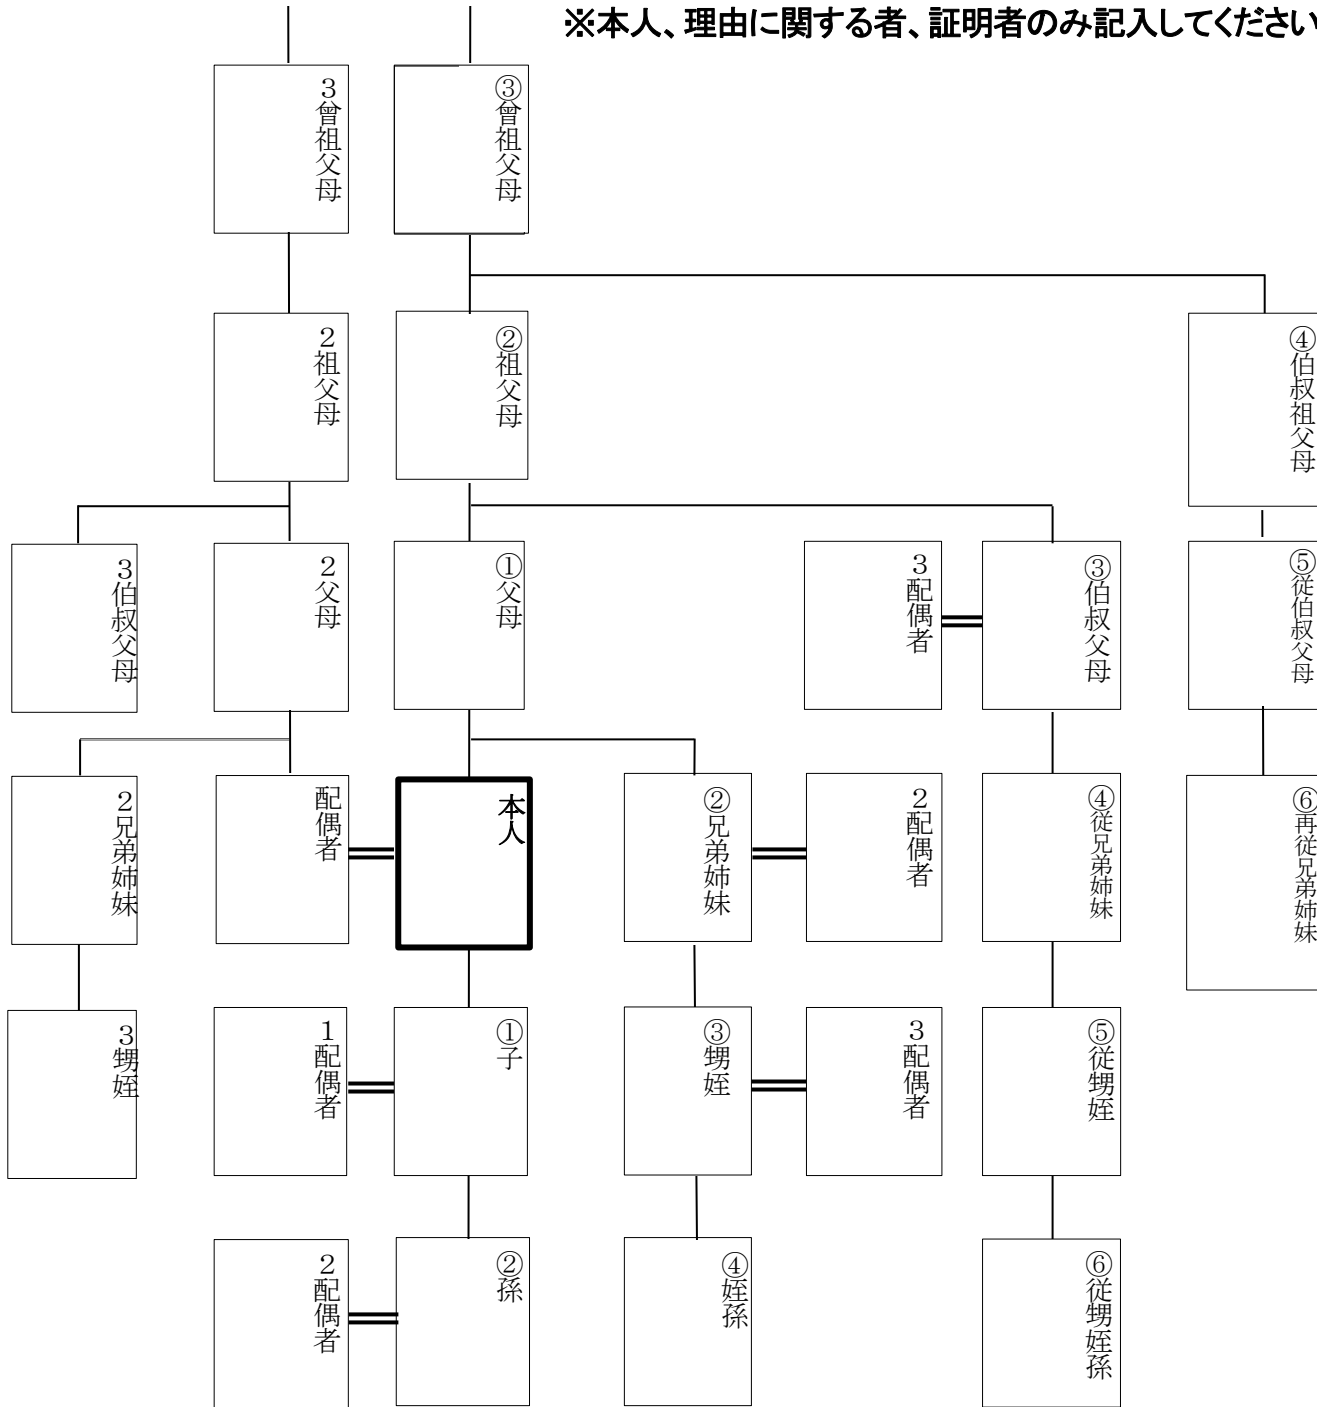 ※本人、理由に関する者、証明者のみ記入してください
3曾祖父母
③曾祖父母
2祖父母
②祖父母
④伯叔祖父母
3伯叔父母
2父母
①父母
3配偶者
③伯叔父母
⑤従伯叔父母
2兄弟姉妹
配偶者
本人
②兄弟姉妹
2配偶者
④従兄弟姉妹
⑥再従兄弟姉妹
3甥姪
1配偶者
①子
③甥姪
3配偶者
⑤従甥姪
2配偶者
②孫
④姪孫
⑥従甥姪孫